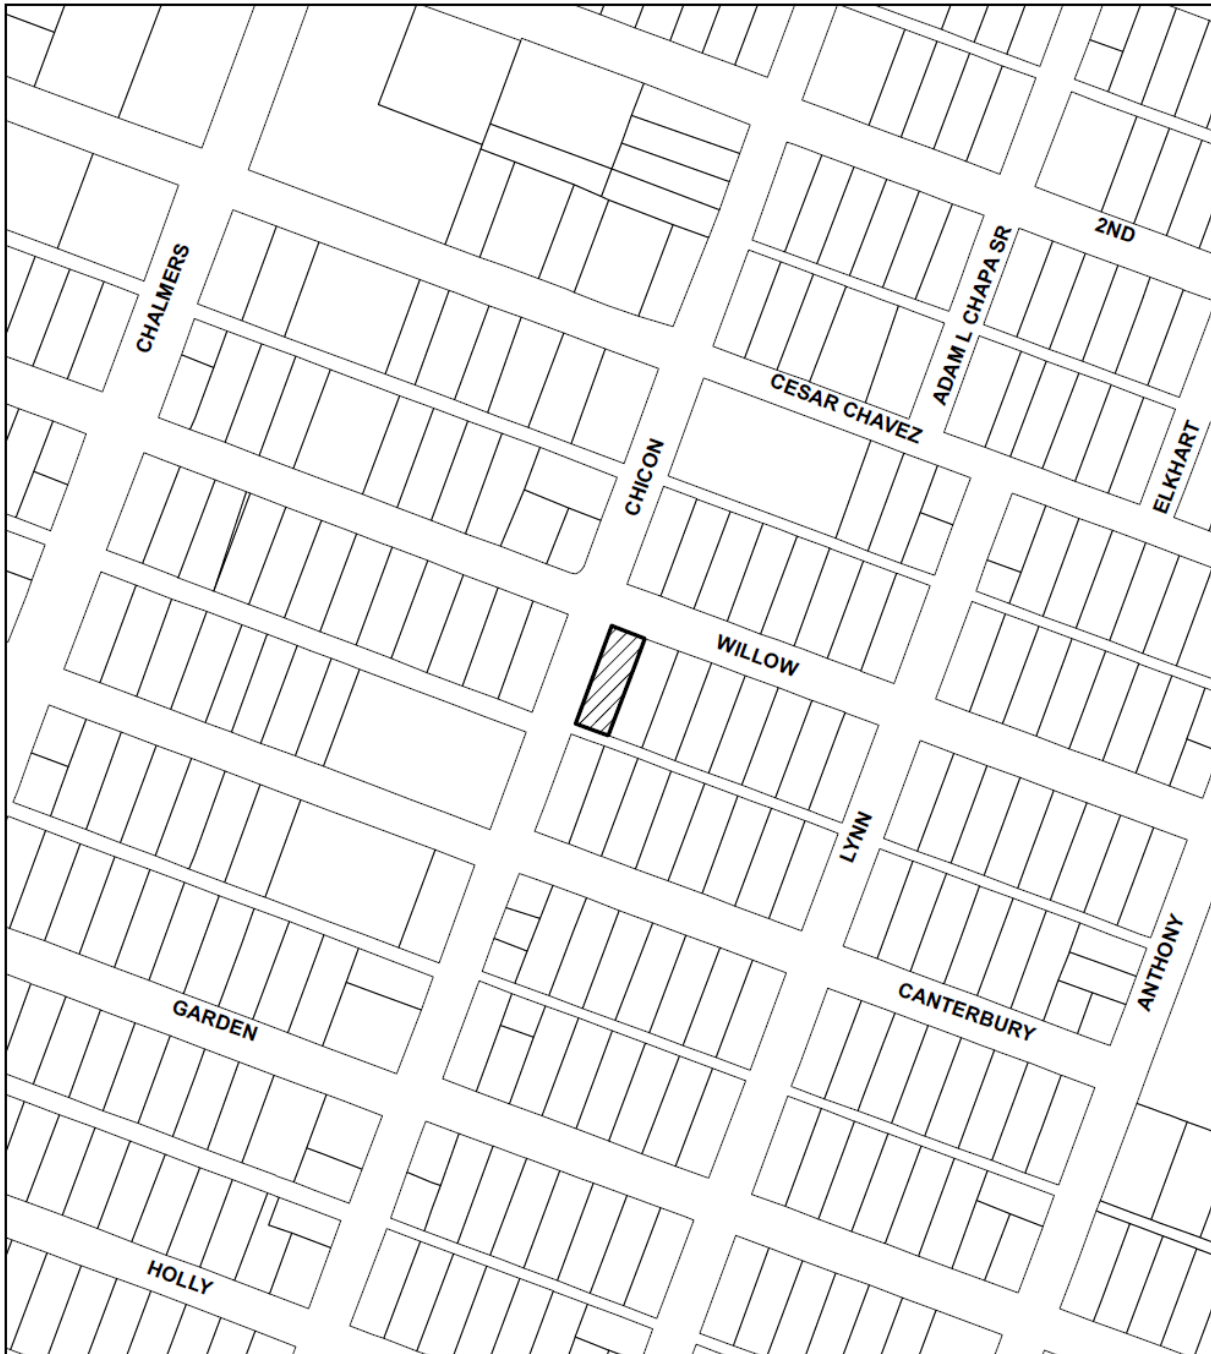 2ND
CHALMERS
ADAM L CHAPA SR
CESAR CHAVEZ
ELKHART
CHICON
WILLOW
LYNN
ANTHONY
CANTERBURY
GARDEN
HOLLY